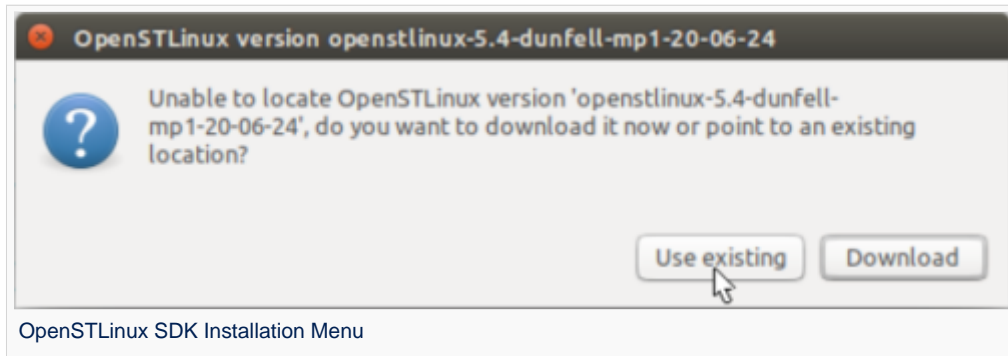 OpenSTLinux version openstlinux-5.4-dunfell-mp1-20-06-24
Unable to locate OpenSTLinux version 'openstlinux-5.4-dunfell-
mp1-20-06-24', do you want to download it now or point to an existing
location?
Use existing
Download
OpenSTLinux SDK Installation Menu